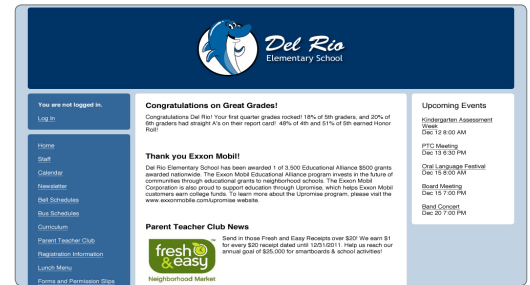 Del Rio
Elementary School
You are not logged in.
Log In
Home
Staff
Calendar
Newsletter
Bell Schedules
Bus Schedules
Curriculum
Parent Teacher Club
Registration Information
Lunch Menu
Forms and Permission Slips
Congratulations on Great Grades!
Congratulations Del Rio! Your first quarter grades rocked! 18% of 5th graders, and 20% of
6th graders had straight A's on their report card! 48% of 4th and 51% of 5th earned Honor
Roll!
Thank you Exxon Mobil!
Del Rio Elementary School has been awarded 1 of 3,500 Educational Alliance $500 grants
awarded nationwide. The Exxon Mobil Educational Alliance program invests in the future of
communities through educational grants to neighborhood schools. The Exxon Mobil
Corporation is also proud to support education through Upromise, which helps Exxon Mobil
customers earn college funds. To learn more about the Upromise program, please visit the
www.exxonmobile.com/upromise website
Parent Teacher Club News
fresh
& easy
Neighborhood Market
Send in those Fresh and Easy Receipts over $20! We earn $1
for every $20 receipt dated until 12/31/2011. Help us reach our
annual goal of $25,000 for smartboards & school activities!
Upcoming Events
Kindergarten Assessment
Week
Dec 12 8:00 AM
PTC Meeting
Dec 13 6:30 PM
Oral Language Festival
Dec 15 8:00 AM
Board Meeting
Dec 15 7:00 PM
Band Concert
Dec 20 7:00 PM